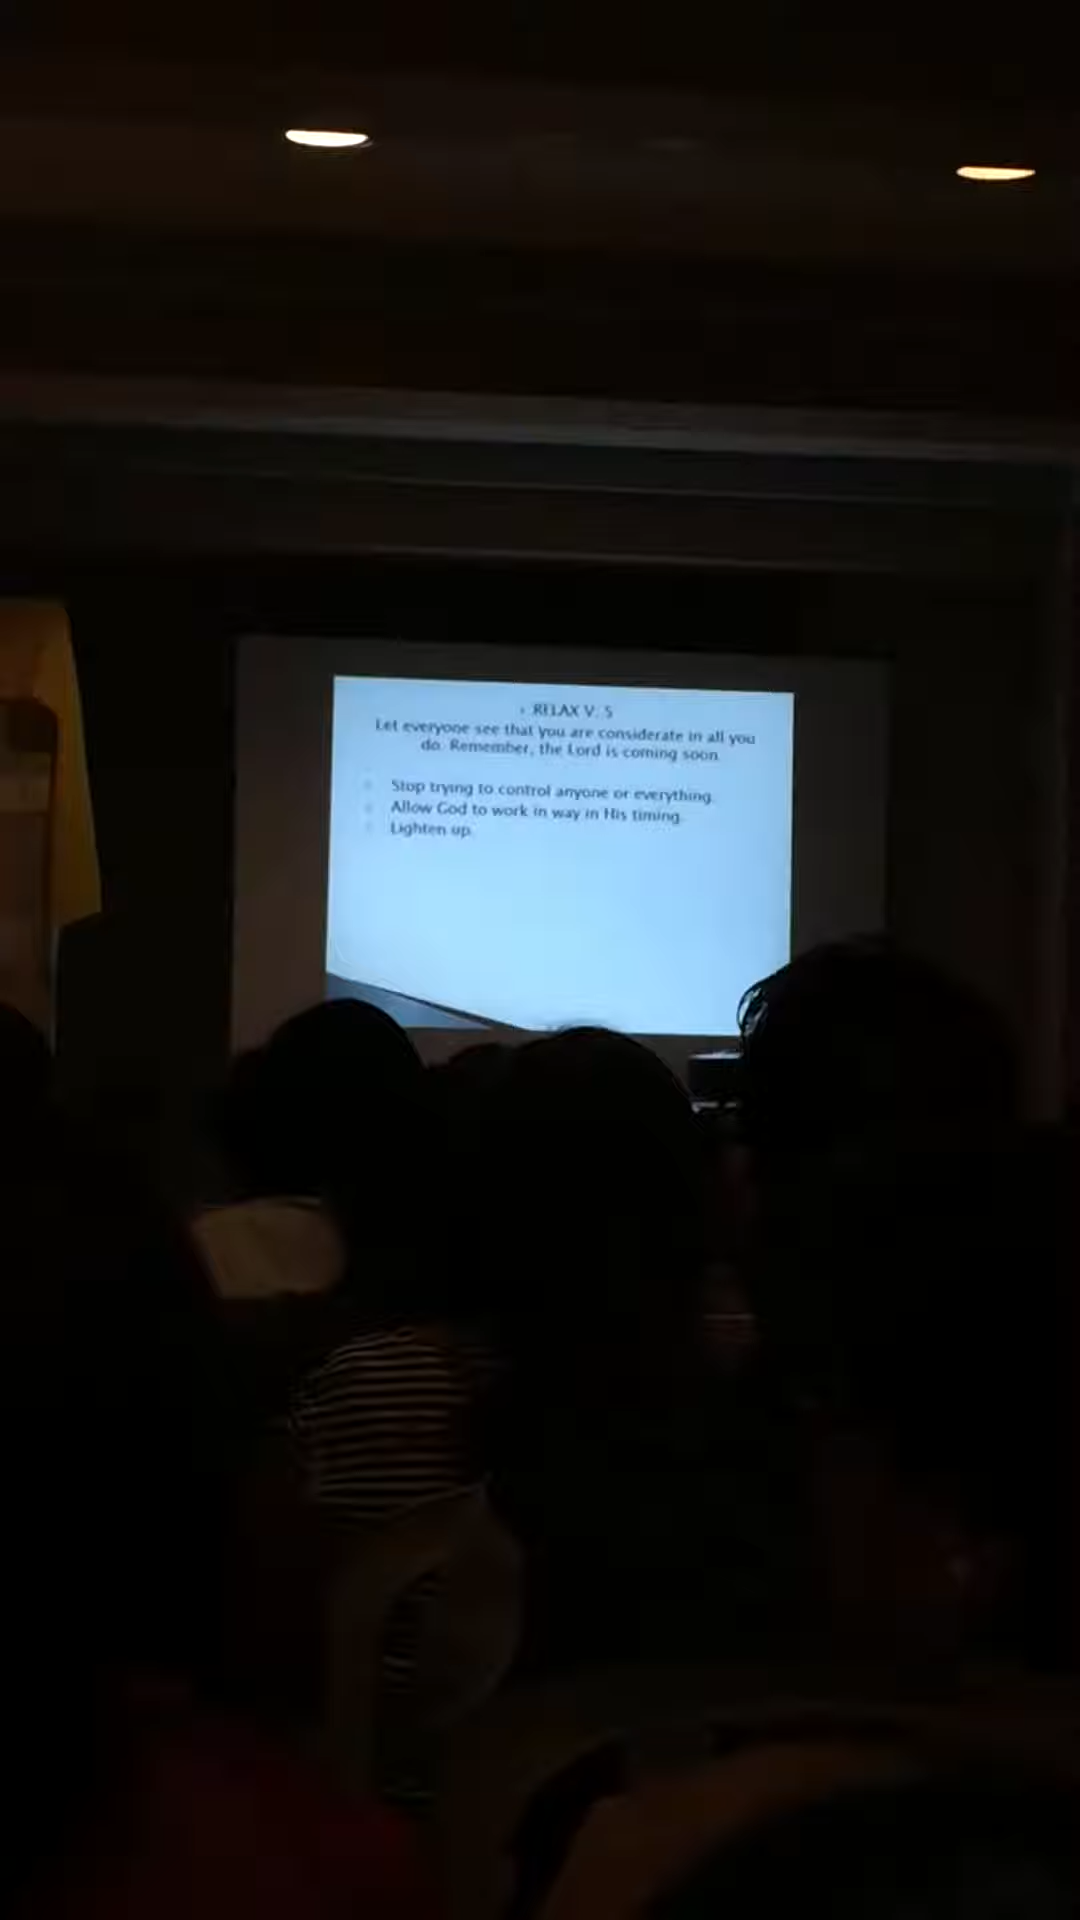 RELAX V. 5
Let everyone see that you are considerate in all you
do. Remember, the Lord is coming soon.
Stop trying to control anyone or everything.
Allow God to work in way in His timing.
Lighten up.